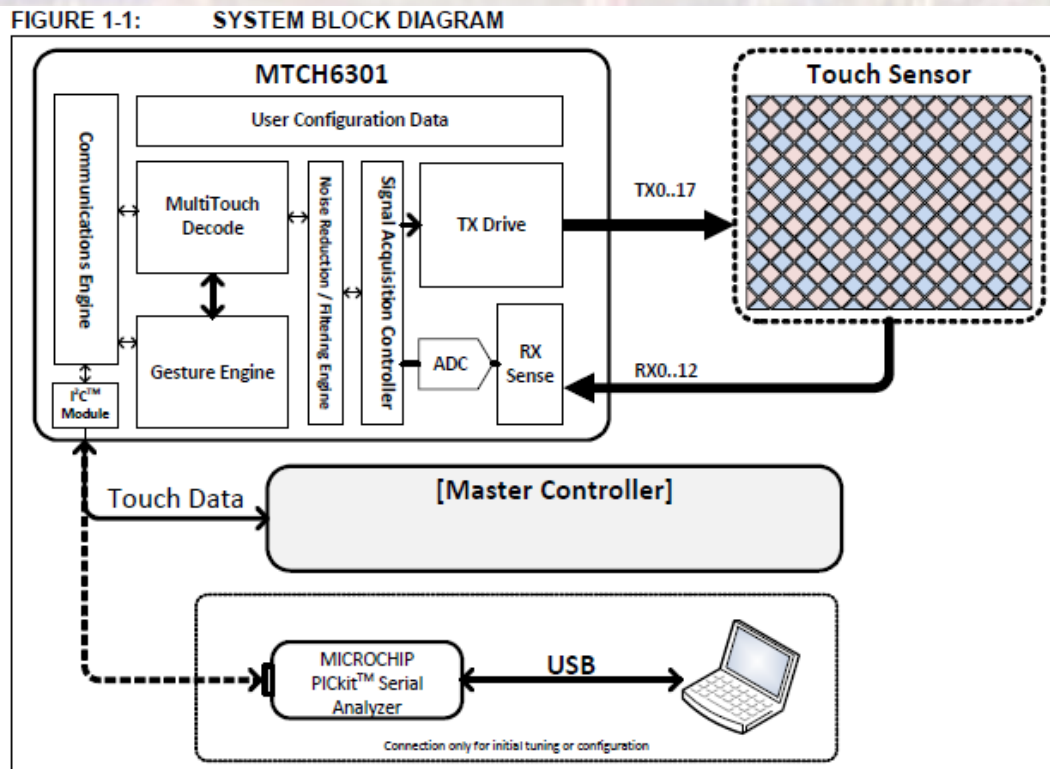 FIGURE 1-1: SYSTEM BLOCK DIAGRAM
MTCH6301
Touch Sensor
User Configuration Data
Communications Engine
MultiTouch
Decode
Noise Reduction / Filtering Engine
Signal Acquisition Controller
TX Drive
TX0..17
Gesture Engine
ADC
RX
Sense
RX0..12
I²C™
Module
Touch Data
[Master Controller]
MICROCHIP
PICkit™ Serial
Analyzer
USB
Connection only for initial tuning or configuration